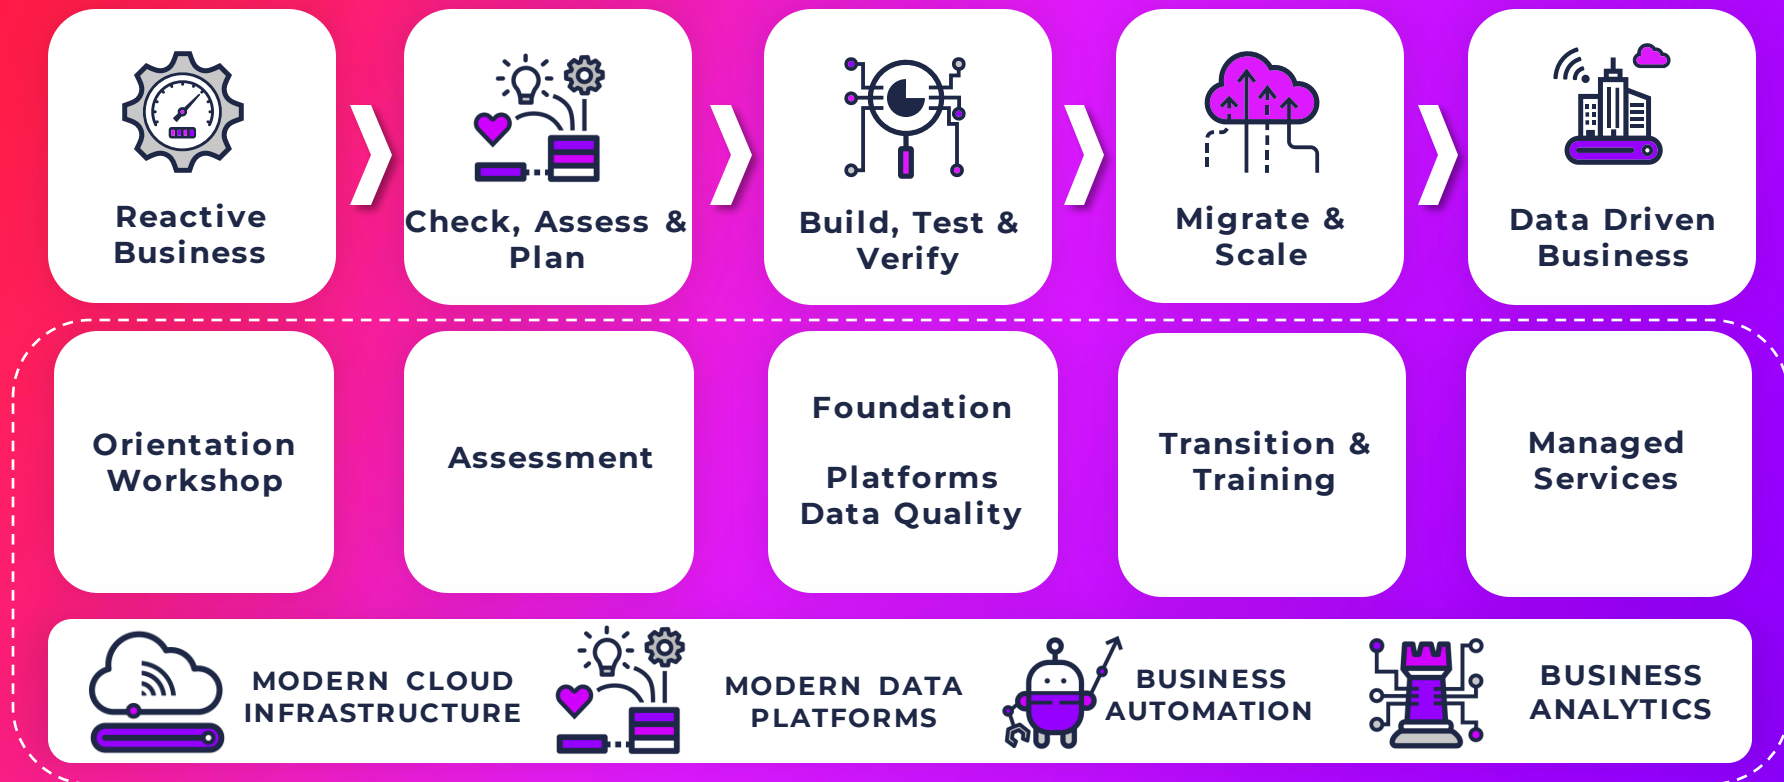 Reactive
Business
Check, Assess &
Plan
Build, Test &
Verify
Migrate &
Scale
Data Driven
Business
Orientation
Workshop
Assessment
Foundation
Platforms
Data Quality
Transition &
Training
Managed
Services
MODERN CLOUD
INFRASTRUCTURE
MODERN DATA
PLATFORMS
BUSINESS
AUTOMATION
BUSINESS
ANALYTICS